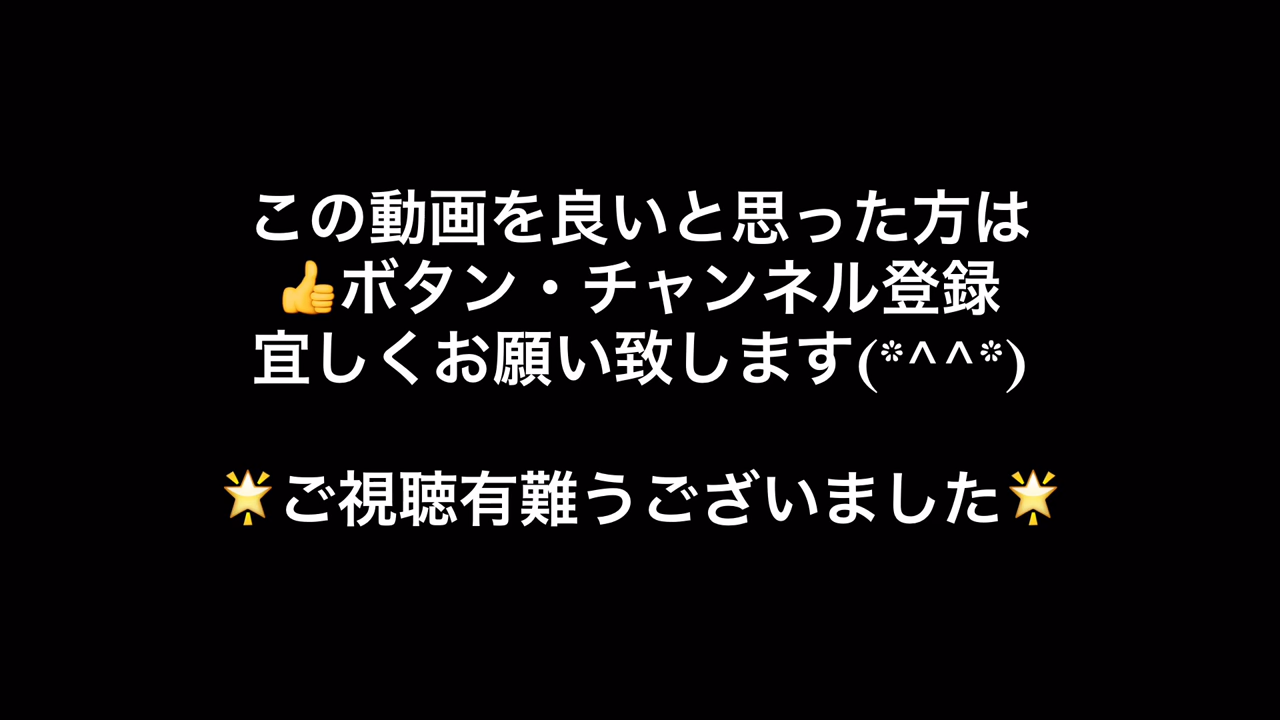 この動画を良いと思った方は
👍ボタン・チャンネル登録
宜しくお願い致します(*^^*)
🌟ご視聴有難うございました🌟